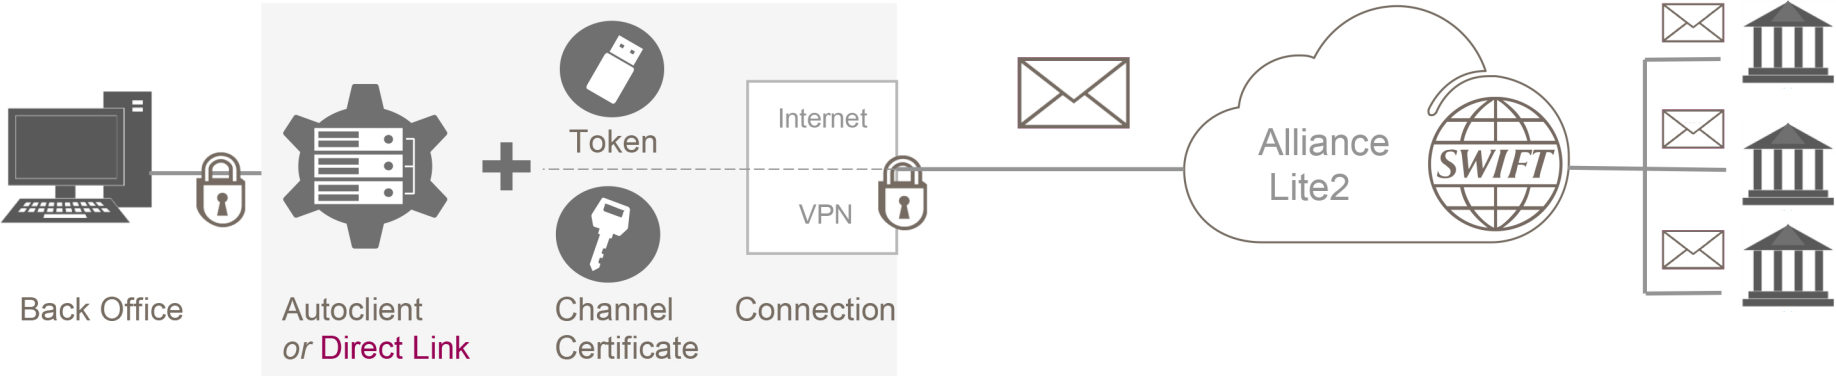 Back Office
Autoclient
or Direct Link
Token
Channel
Certificate
Internet
VPN
Connection
Alliance
Lite2
SWIFT